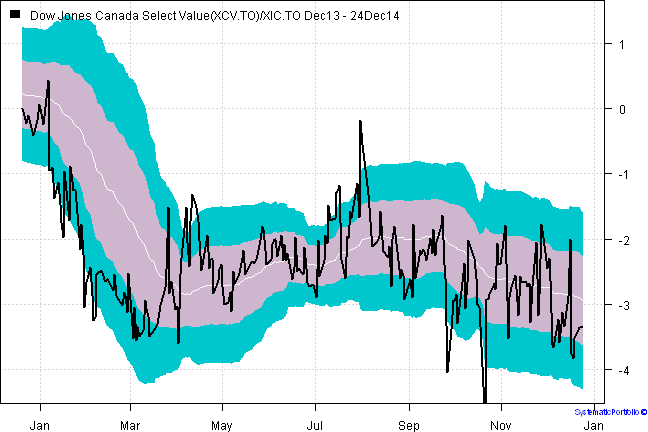 Dow Jones Canada Select Value(XCV.TO)/XIC.TO Dec13 - 24Dec14
1
0
-1
-2
-3
-4
Jan Mar May Jul Sep Nov Jan
SystematicPortfolio ©